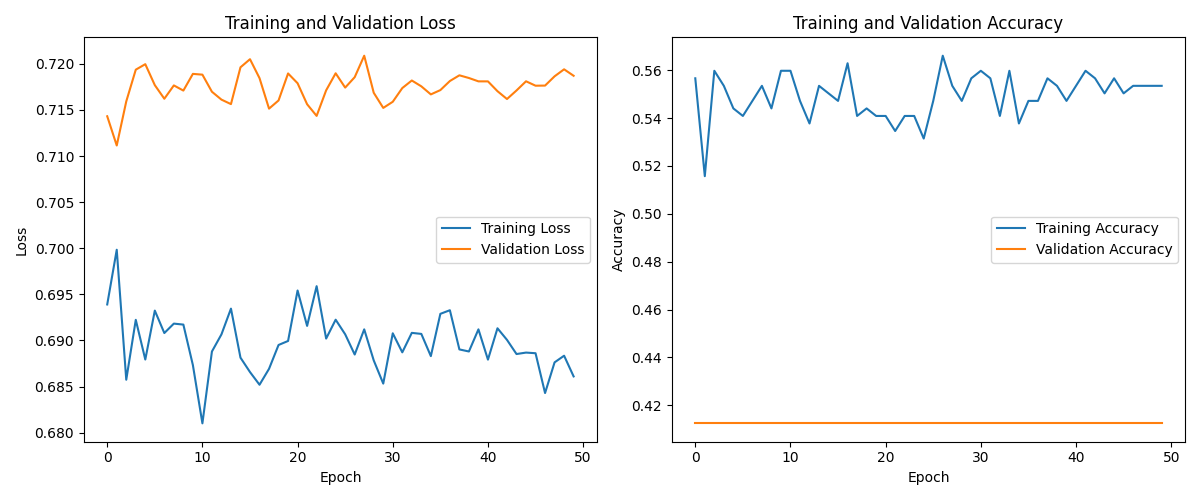 Training and Validation Loss
0.720
0.715
0.710
0.705
0.700
0.695
0.690
0.685
0.680
Loss
Training Loss
Validation Loss
0 10 20 30 40 50
Epoch
Training and Validation Accuracy
0.56
0.54
0.52
0.50
0.48
0.46
0.44
0.42
Accuracy
Training Accuracy
Validation Accuracy
0 10 20 30 40 50
Epoch